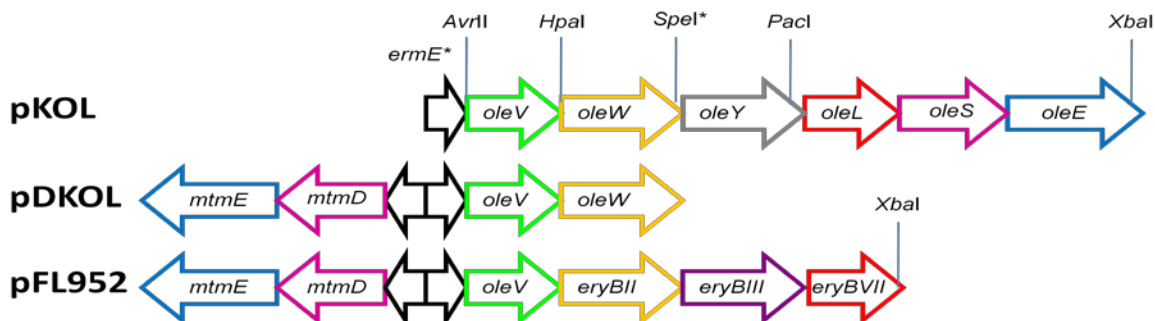 AvrII HpaI SpeI* PacI XbaI
ermE*
pKOL oleV oleW oleY oleL oleS oleE
pDKOL mtmE mtmD oleV oleW
XbaI
pFL952 mtmE mtmD oleV eryBII eryBIII eryBVII